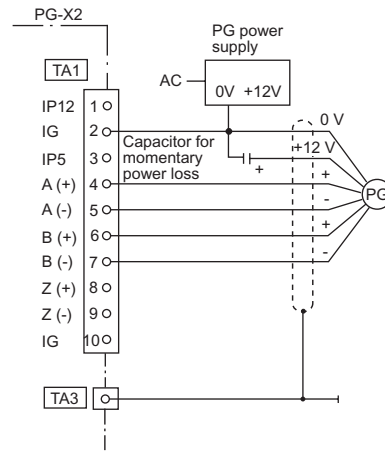 PG-X2
PG power
supply
TA1
AC
0V +12V
IP12 1
IG 2
0 V
Capacitor for
momentary
power loss
+12 V
+
IP5 3
A (+) 4
+
A (-) 5
-
PG
B (+) 6
+
B (-) 7
-
Z (+) 8
Z (-) 9
IG 10
TA3